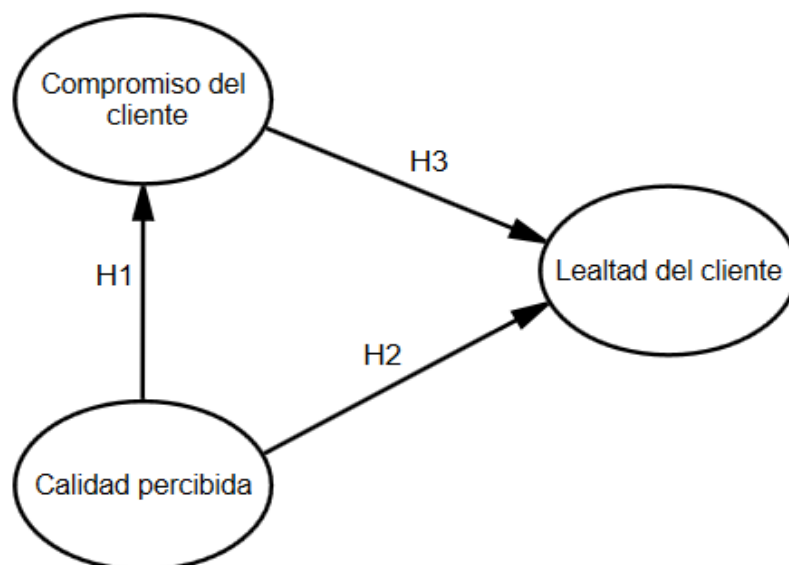 Compromiso del
cliente
H3
Lealtad del cliente
H1
H2
Calidad percibida